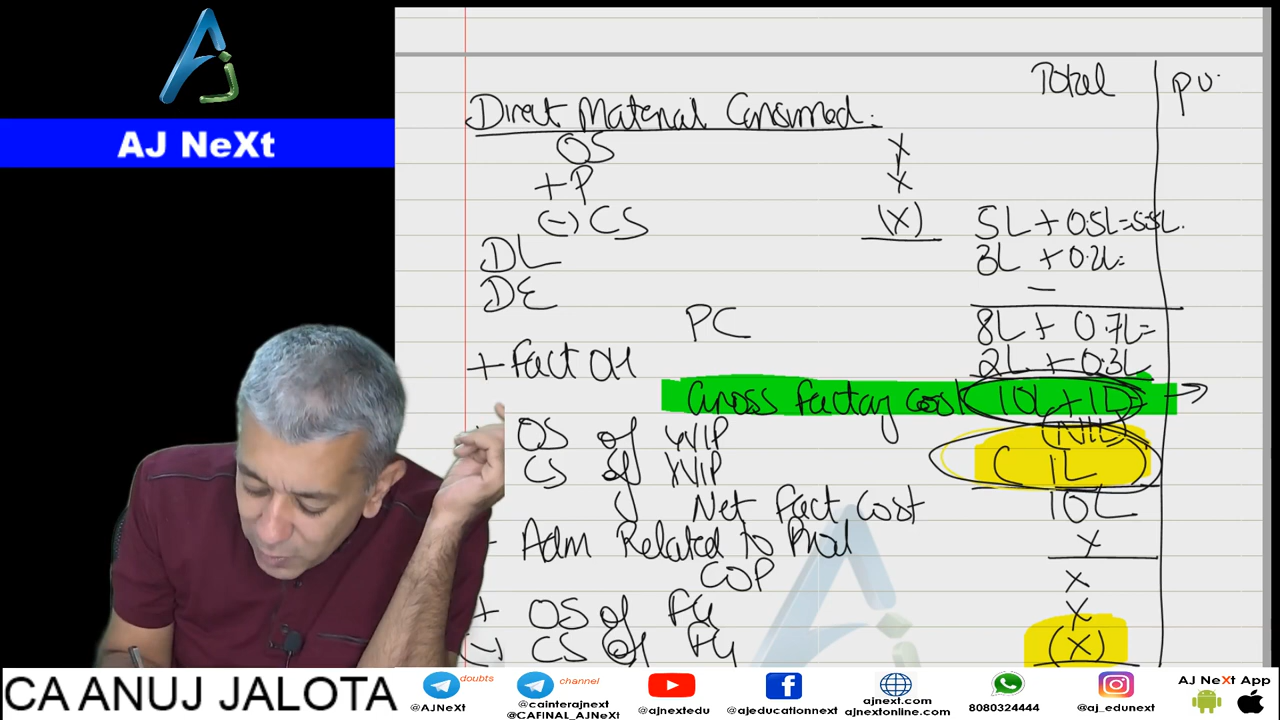 AJ NeXt
Total
pu
Direct Material Consumed:
OS x
+ P x
(-) CS (x) 5L + 0.5L=5.5L.
DL 3L + 0.2L=
DE —
PC 8L + 0.7L=
+ Fact OH 2L + 0.3L
Gross factory cost 10L + 1L=
OS of WIP (NIL)
CS of WIP ( 1L )
Net Fact Cost 10L
Adm Related to Prod x
COP x
+ OS of FG x
(-) CS of FG (x)
CA ANUJ JALOTA
doubts
@AJNeXt
channel
@cainterajnext
@CAFINAL_AJNeXt
@ajnextedu
@ajeducationnext
ajnext.com
ajnextonline.com
8080324444
@aj_edunext
AJ NeXt App